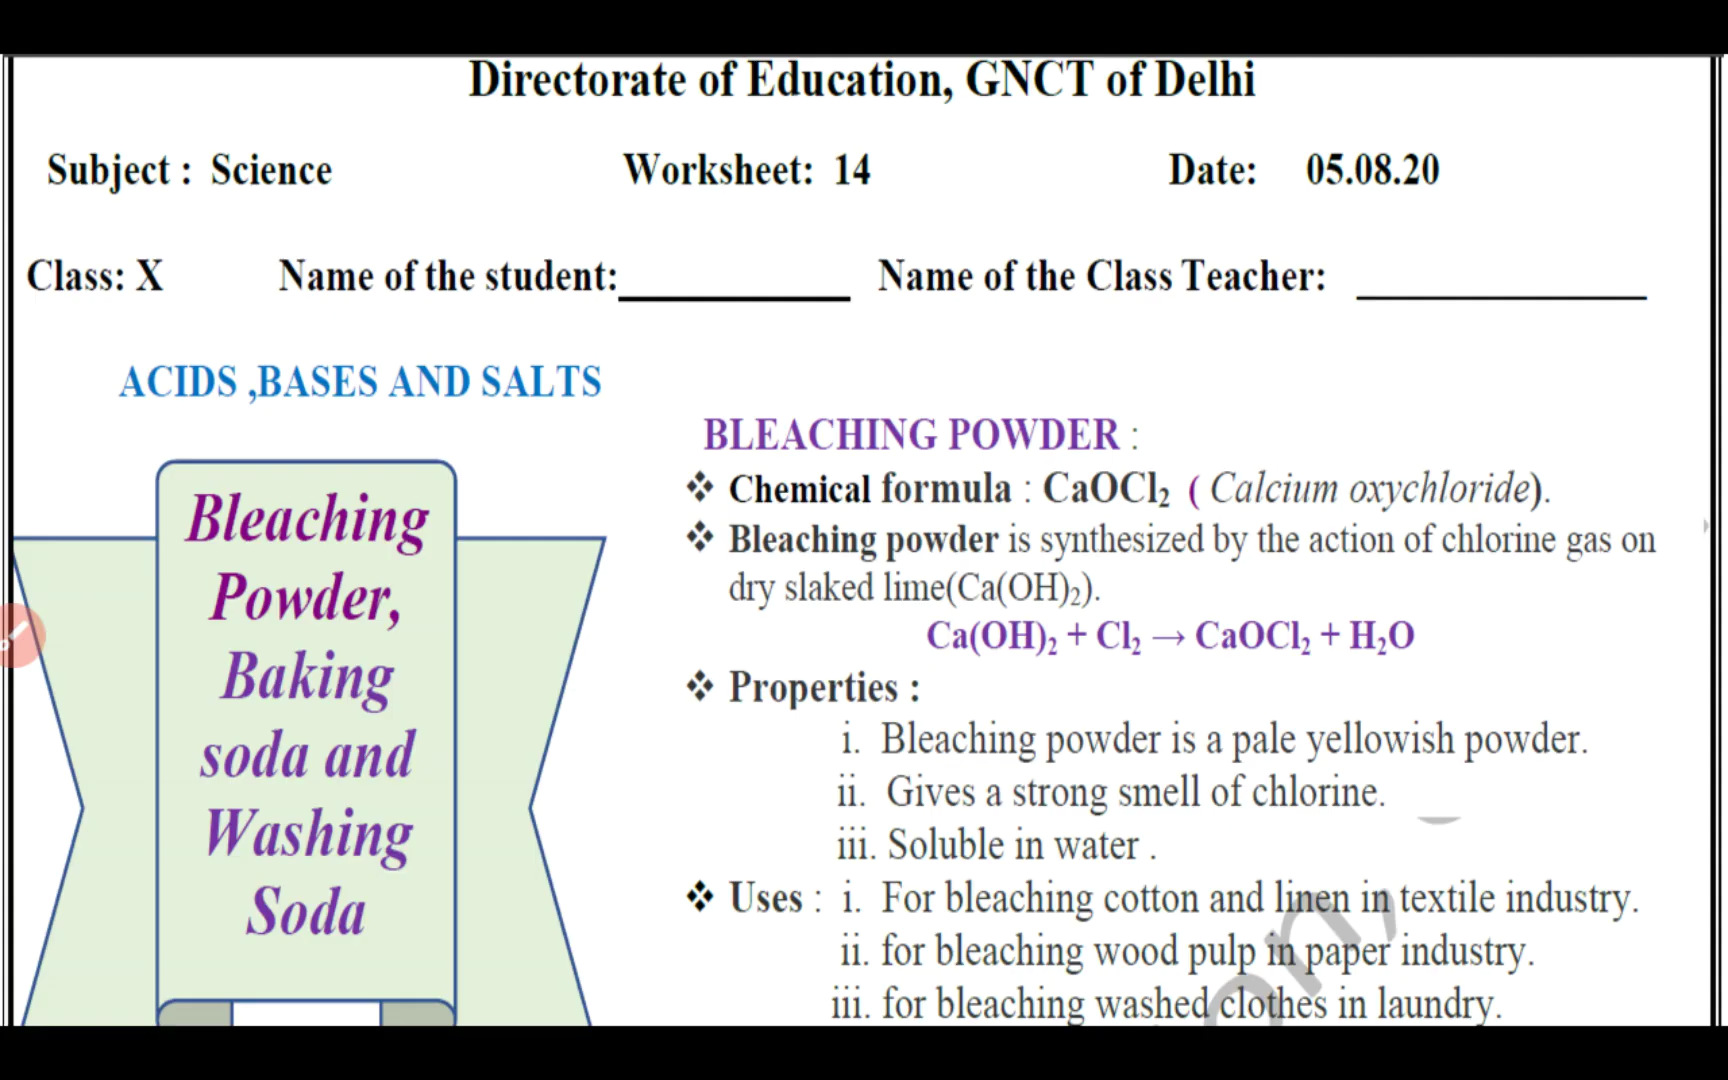 Directorate of Education, GNCT of Delhi
Subject : Science Worksheet: 14 Date: 05.08.20
Class: X Name of the student: Name of the Class Teacher:
ACIDS ,BASES AND SALTS
Bleaching
Powder,
Baking
soda and
Washing
Soda
BLEACHING POWDER :
❖ Chemical formula : CaOCl₂ ( Calcium oxychloride).
❖ Bleaching powder is synthesized by the action of chlorine gas on
dry slaked lime(Ca(OH)₂).
Ca(OH)₂ + Cl₂ → CaOCl₂ + H₂O
❖ Properties :
i. Bleaching powder is a pale yellowish powder.
ii. Gives a strong smell of chlorine.
iii. Soluble in water .
❖ Uses : i. For bleaching cotton and linen in textile industry.
ii. for bleaching wood pulp in paper industry.
iii. for bleaching washed clothes in laundry.